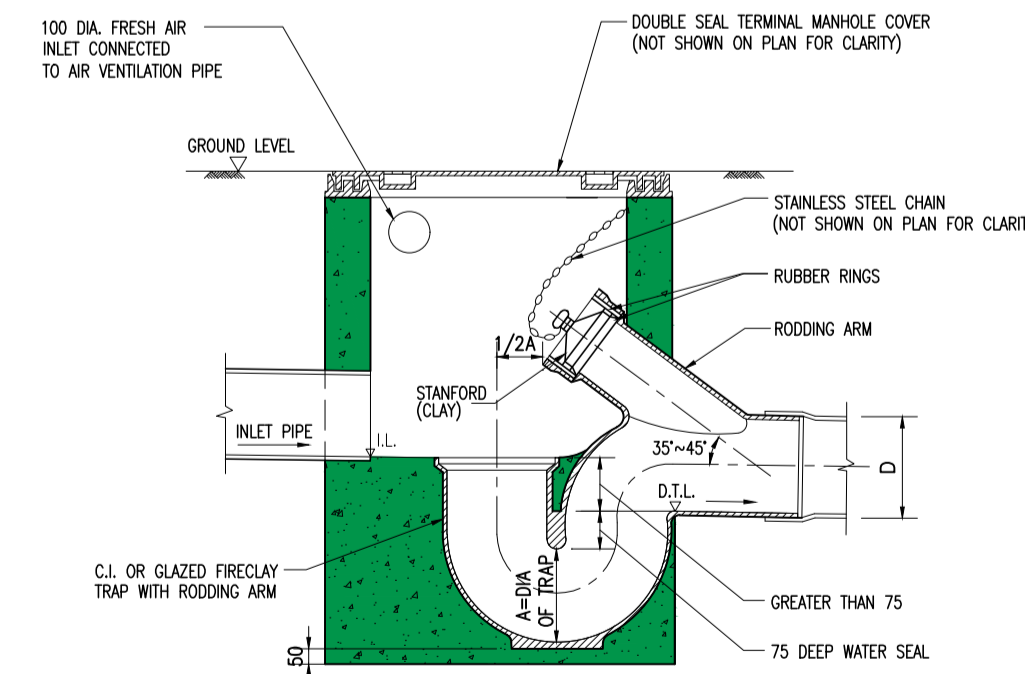 100 DIA. FRESH AIR
INLET CONNECTED
TO AIR VENTILATION PIPE
DOUBLE SEAL TERMINAL MANHOLE COVER
(NOT SHOWN ON PLAN FOR CLARITY)
GROUND LEVEL
STAINLESS STEEL CHAIN
(NOT SHOWN ON PLAN FOR CLARIT
RUBBER RINGS
RODDING ARM
1/2A
STANFORD
(CLAY)
INLET PIPE
I.L.
35°~45°
D
D.T.L.
C.I. OR GLAZED FIRECLAY
TRAP WITH RODDING ARM
A=DIA
OF TRAP
GREATER THAN 75
75 DEEP WATER SEAL
50